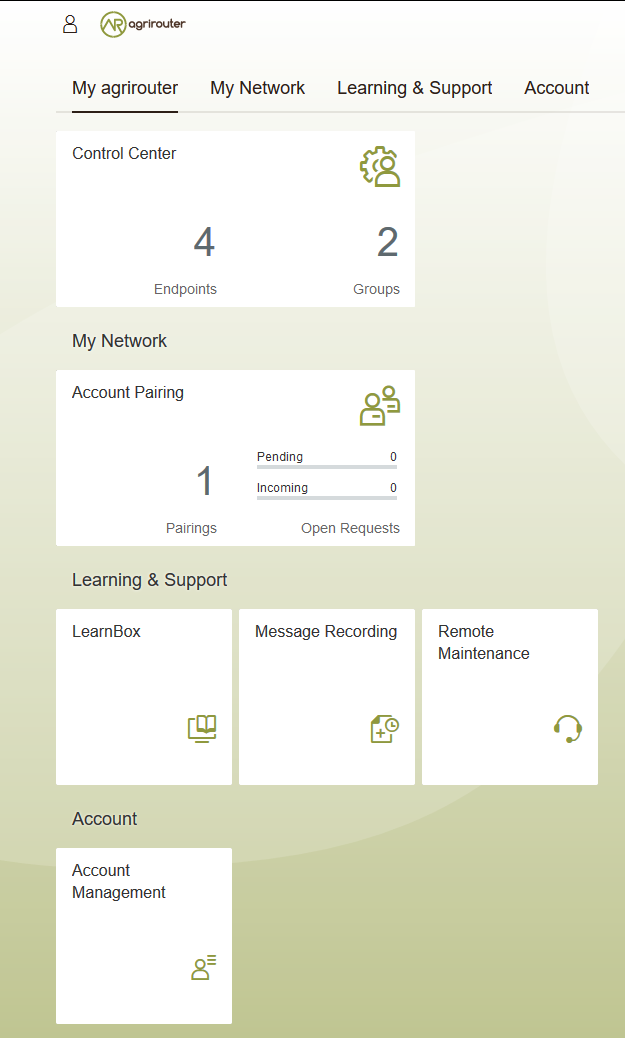 AR agrirouter
My agrirouter My Network Learning & Support Account
Control Center
4 2
Endpoints Groups
My Network
Account Pairing
Pending 0
1
Incoming 0
Pairings Open Requests
Learning & Support
LearnBox Message Recording Remote
Maintenance
Account
Account
Management